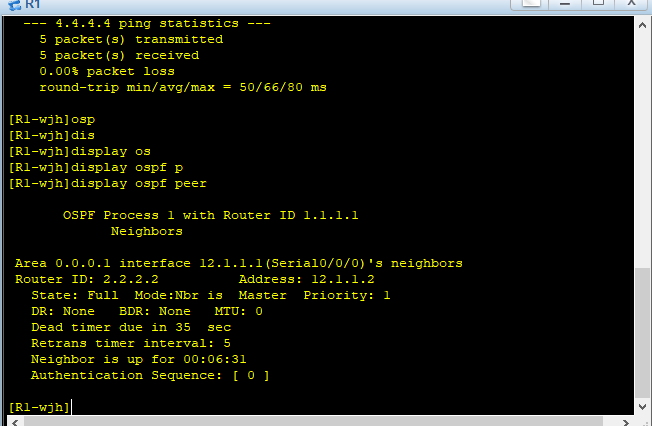 R1
--- 4.4.4.4 ping statistics ---
5 packet(s) transmitted
5 packet(s) received
0.00% packet loss
round-trip min/avg/max = 50/66/80 ms
[R1-wjh]osp
[R1-wjh]dis
[R1-wjh]display os
[R1-wjh]display ospf p
[R1-wjh]display ospf peer
OSPF Process 1 with Router ID 1.1.1.1
Neighbors
Area 0.0.0.1 interface 12.1.1.1(Serial0/0/0)'s neighbors
Router ID: 2.2.2.2 Address: 12.1.1.2
State: Full Mode:Nbr is Master Priority: 1
DR: None BDR: None MTU: 0
Dead timer due in 35 sec
Retrans timer interval: 5
Neighbor is up for 00:06:31
Authentication Sequence: [ 0 ]
[R1-wjh]